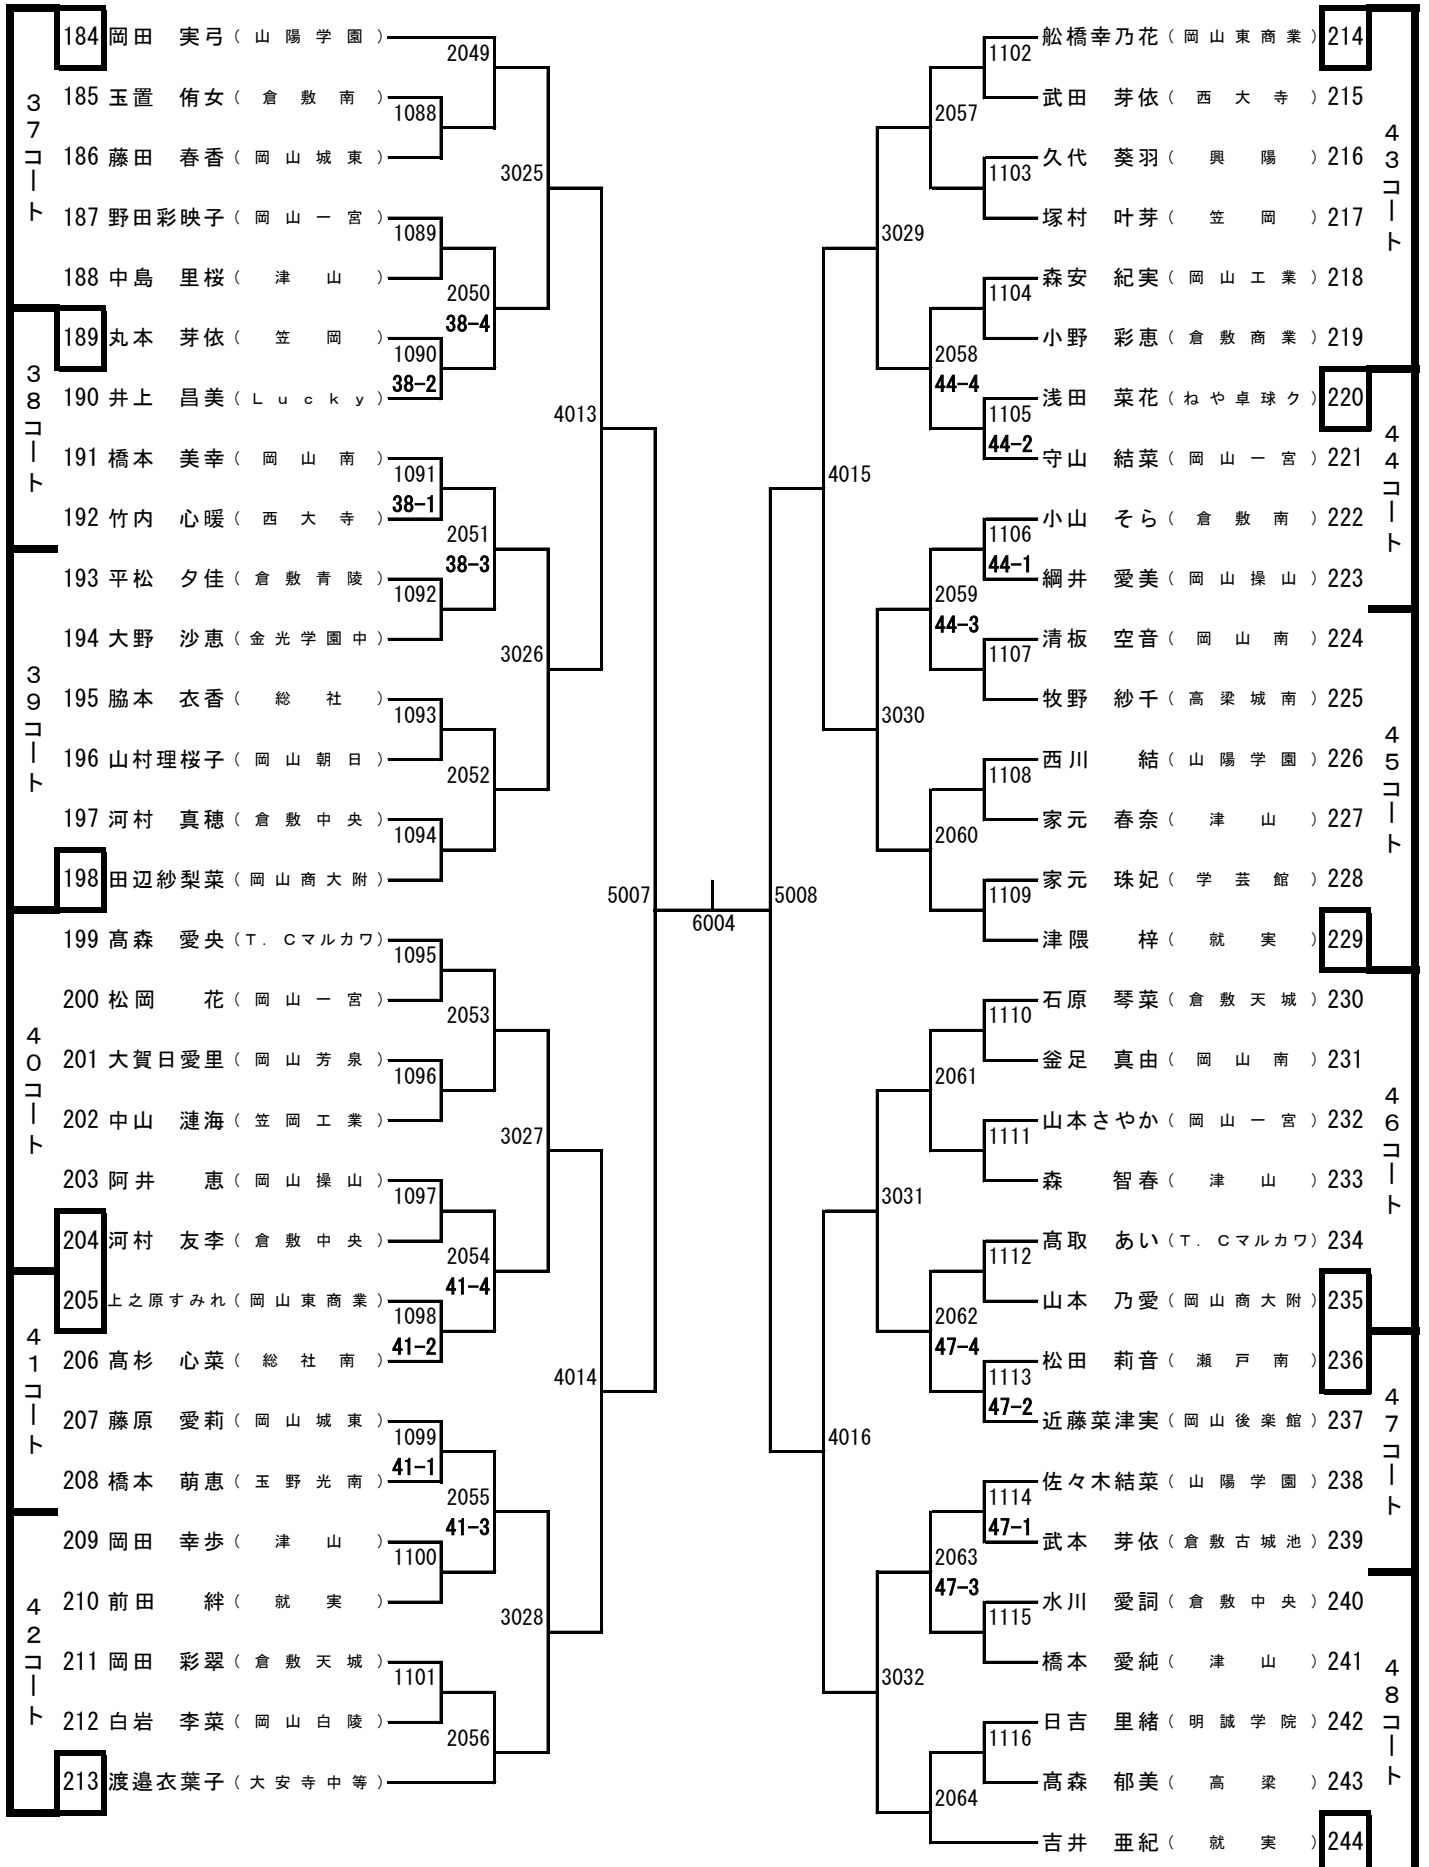 37コート
184 岡田 実弓 (山陽学園)
185 玉置 侑女 (倉敷南)
186 藤田 春香 (岡山城東)
187 野田彩映子 (岡山一宮)
188 中島 里桜 (津山)
38コート
189 丸本 芽依 (笠岡)
190 井上 昌美 (Lucky)
191 橋本 美幸 (岡山南)
192 竹内 心暖 (西大寺)
39コート
193 平松 夕佳 (倉敷青陵)
194 大野 沙恵 (金光学園中)
195 脇本 衣香 (総社)
196 山村理桜子 (岡山朝日)
197 河村 真穂 (倉敷中央)
198 田辺紗梨菜 (岡山商大附)
40コート
199 髙森 愛央 (T.Cマルカワ)
200 松岡 花 (岡山一宮)
201 大賀日愛里 (岡山芳泉)
202 中山 漣海 (笠岡工業)
203 阿井 恵 (岡山操山)
204 河村 友李 (倉敷中央)
41コート
205 上之原すみれ (岡山東商業)
206 髙杉 心菜 (総社南)
207 藤原 愛莉 (岡山城東)
208 橋本 萌恵 (玉野光南)
42コート
209 岡田 幸歩 (津山)
210 前田 絆 (就実)
211 岡田 彩翠 (倉敷天城)
212 白岩 李菜 (岡山白陵)
213 渡邉衣葉子 (大安寺中等)
1088
1089
1090
38-2
1091
38-1
1092
1093
1094
1095
1096
1097
1098
41-2
1099
41-1
1100
1101
2049
2050
38-4
2051
38-3
2052
2053
2054
41-4
2055
41-3
2056
3025
3026
3027
3028
4013
4014
5007
6004
5008
4015
4016
3029
3030
3031
3032
2057
2058
44-4
2059
44-3
2060
2061
2062
47-4
2063
47-3
2064
1102
1103
1104
1105
44-2
1106
44-1
1107
1108
1109
1110
1111
1112
1113
47-2
1114
47-1
1115
1116
43コート
舩橋幸乃花 (岡山東商業) 214
武田 芽依 (西大寺) 215
久代 葵羽 (興陽) 216
塚村 叶芽 (笠岡) 217
森安 紀実 (岡山工業) 218
小野 彩恵 (倉敷商業) 219
44コート
浅田 菜花 (ねや卓球ク) 220
守山 結菜 (岡山一宮) 221
小山 そら (倉敷南) 222
綱井 愛美 (岡山操山) 223
45コート
清板 空音 (岡山南) 224
牧野 紗千 (高梁城南) 225
西川 結 (山陽学園) 226
家元 春奈 (津山) 227
家元 珠妃 (学芸館) 228
津隈 梓 (就実) 229
46コート
石原 琴菜 (倉敷天城) 230
釜足 真由 (岡山南) 231
山本さやか (岡山一宮) 232
森 智春 (津山) 233
髙取 あい (T.Cマルカワ) 234
山本 乃愛 (岡山商大附) 235
47コート
松田 莉音 (瀬戸南) 236
近藤菜津実 (岡山後楽館) 237
佐々木結菜 (山陽学園) 238
武本 芽依 (倉敷古城池) 239
48コート
水川 愛詞 (倉敷中央) 240
橋本 愛純 (津山) 241
日吉 里緒 (明誠学院) 242
髙森 郁美 (高梁) 243
吉井 亜紀 (就実) 244